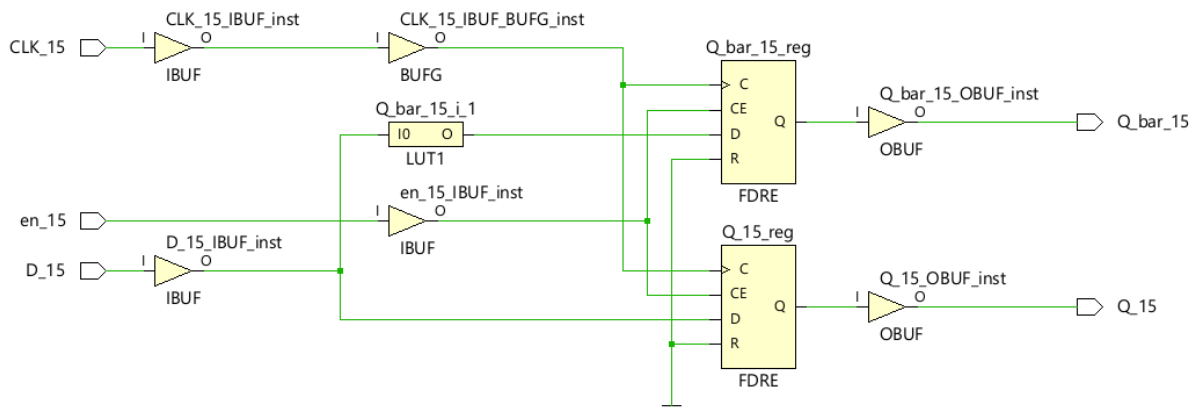 CLK_15_IBUF_inst
CLK_15_IBUF_BUFG_inst
CLK_15
I
O
I
O
IBUF
BUFG
Q_bar_15_reg
C
CE
D
R
Q
FDRE
Q_bar_15_OBUF_inst
I
O
OBUF
Q_bar_15
Q_bar_15_i_1
I0
O
LUT1
en_15_IBUF_inst
en_15
I
O
IBUF
D_15_IBUF_inst
D_15
I
O
IBUF
Q_15_reg
C
CE
D
R
Q
FDRE
Q_15_OBUF_inst
I
O
OBUF
Q_15